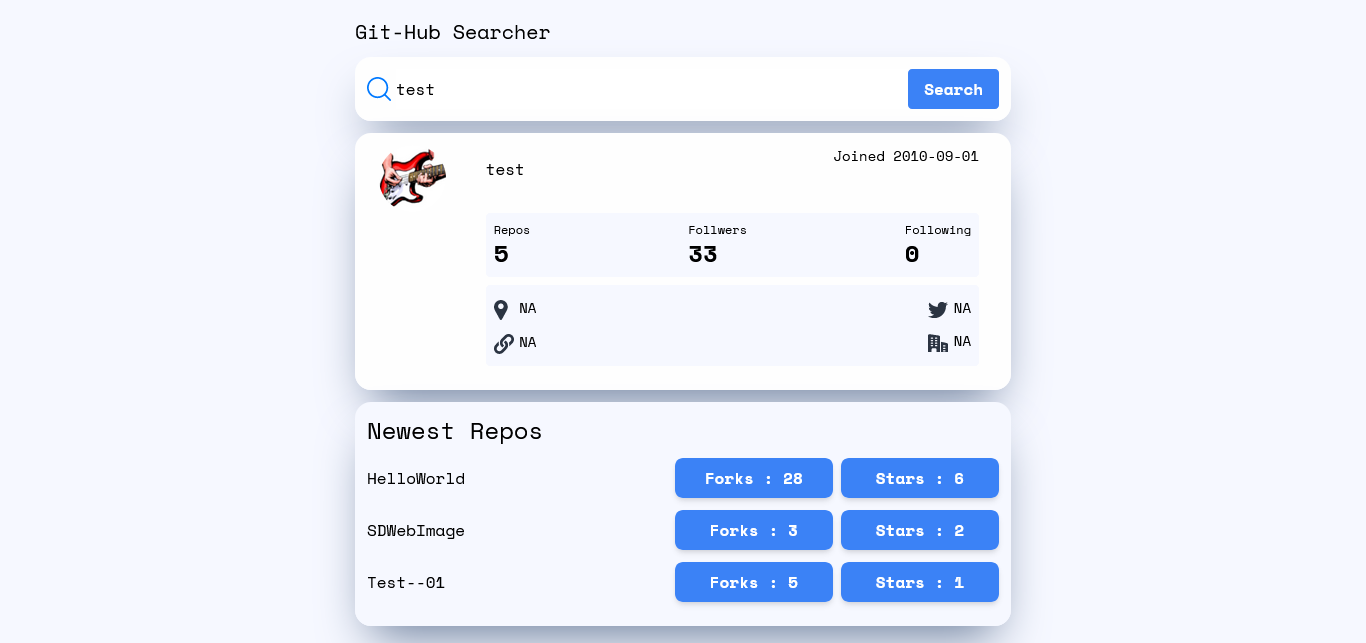 Git-Hub Searcher
test
Search
test
Joined 2010-09-01
Repos Follwers Following
5 33 0
NA NA
NA NA
Newest Repos
HelloWorld Forks : 28 Stars : 6
SDWebImage Forks : 3 Stars : 2
Test--01 Forks : 5 Stars : 1